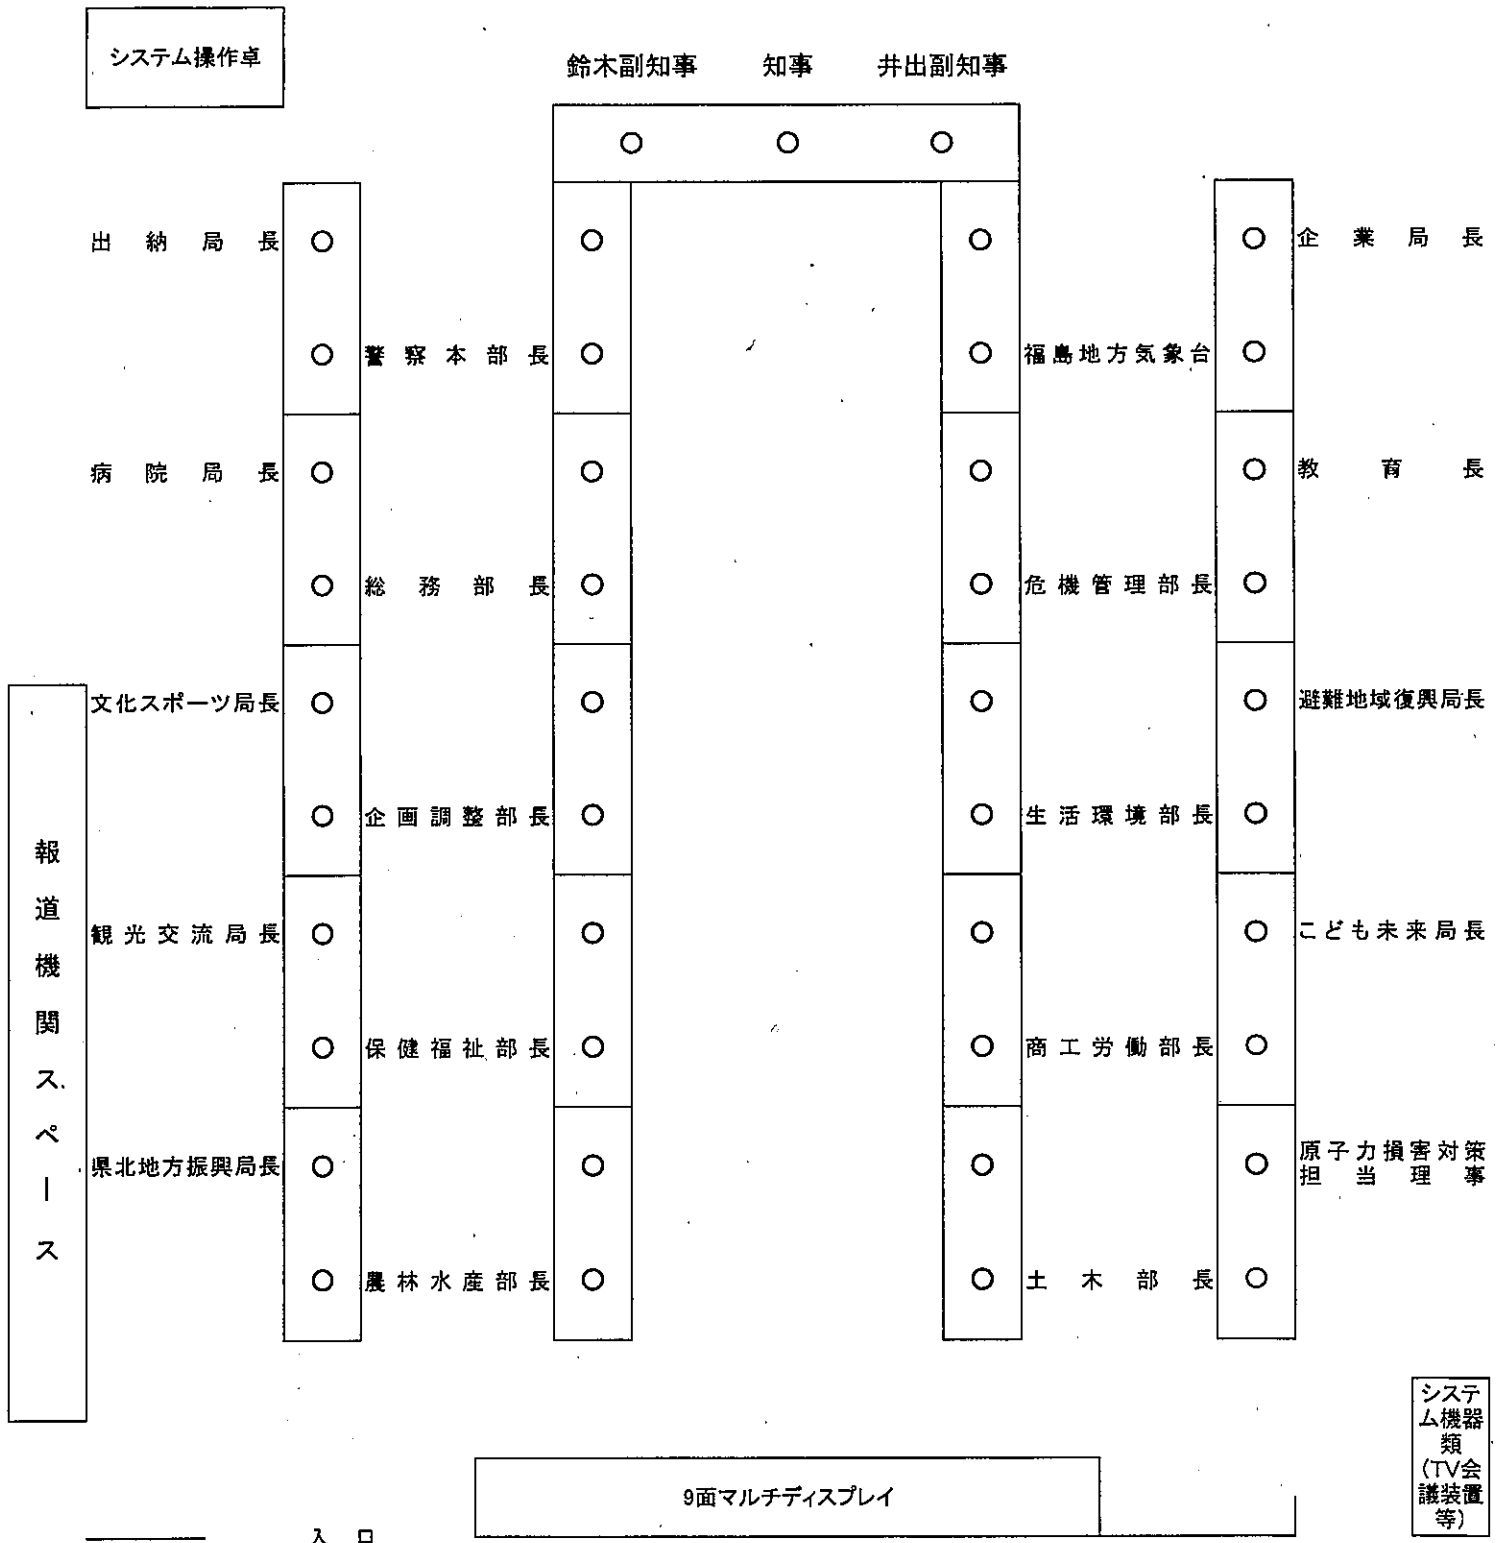 システム操作卓
鈴木副知事 知事 井出副知事
出納局長
企業局長
警察本部長
福島地方気象台
病院局長
教育長
総務部長
危機管理部長
文化スポーツ局長
避難地域復興局長
企画調整部長
生活環境部長
観光交流局長
こども未来局長
保健福祉部長
商工労働部長
県北地方振興局長
原子力損害対策
担当理事
農林水産部長
土木部長
報道機関スペース
システ
ム機器
類
(TV会
議装置
等)
9面マルチディスプレイ
入口